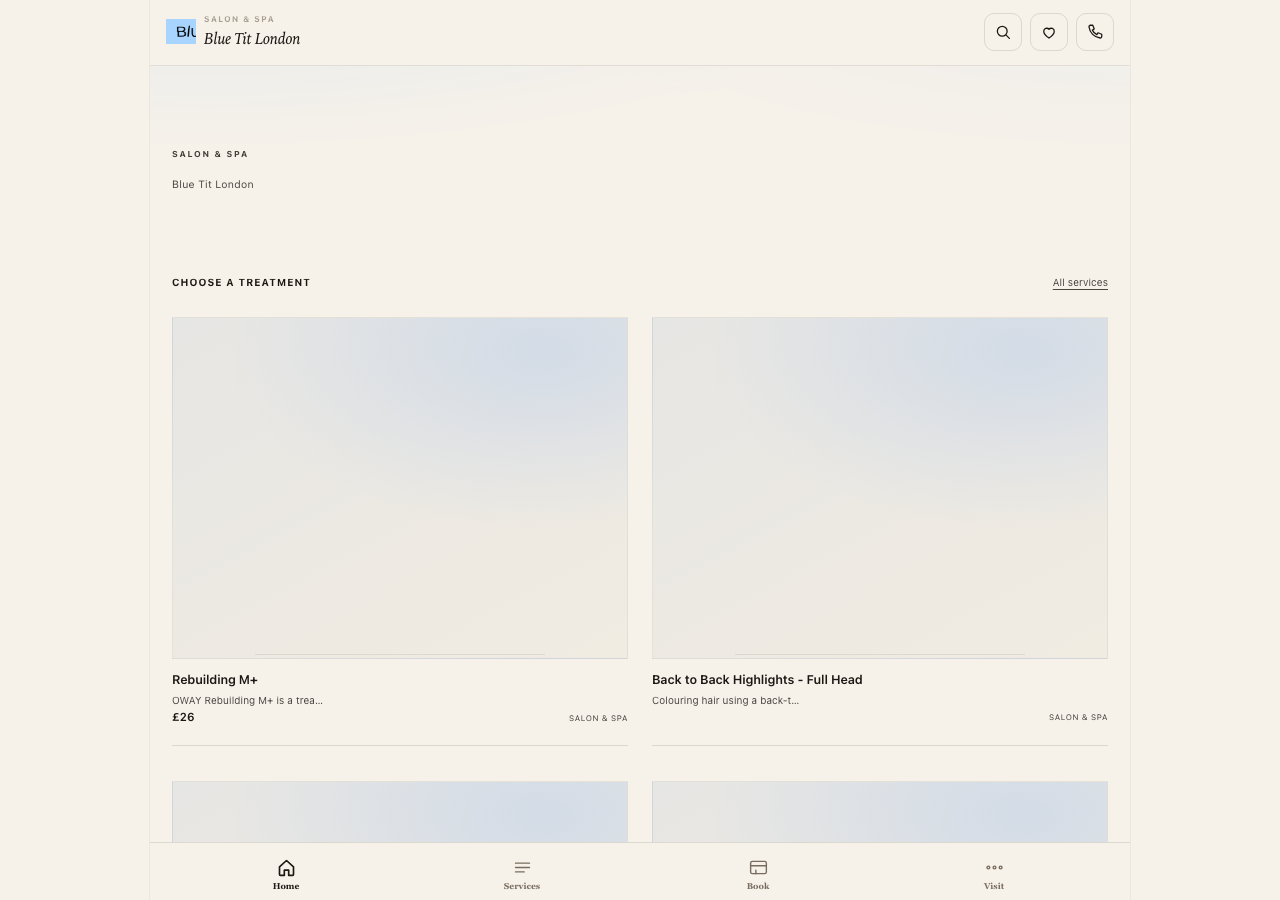 Blu
SALON & SPA
Blue Tit London
SALON & SPA
Blue Tit London
CHOOSE A TREATMENT
All services
Rebuilding M+
OWAY Rebuilding M+ is a trea...
£26
SALON & SPA
Back to Back Highlights - Full Head
Colouring hair using a back-t...
SALON & SPA
Home
Services
Book
Visit